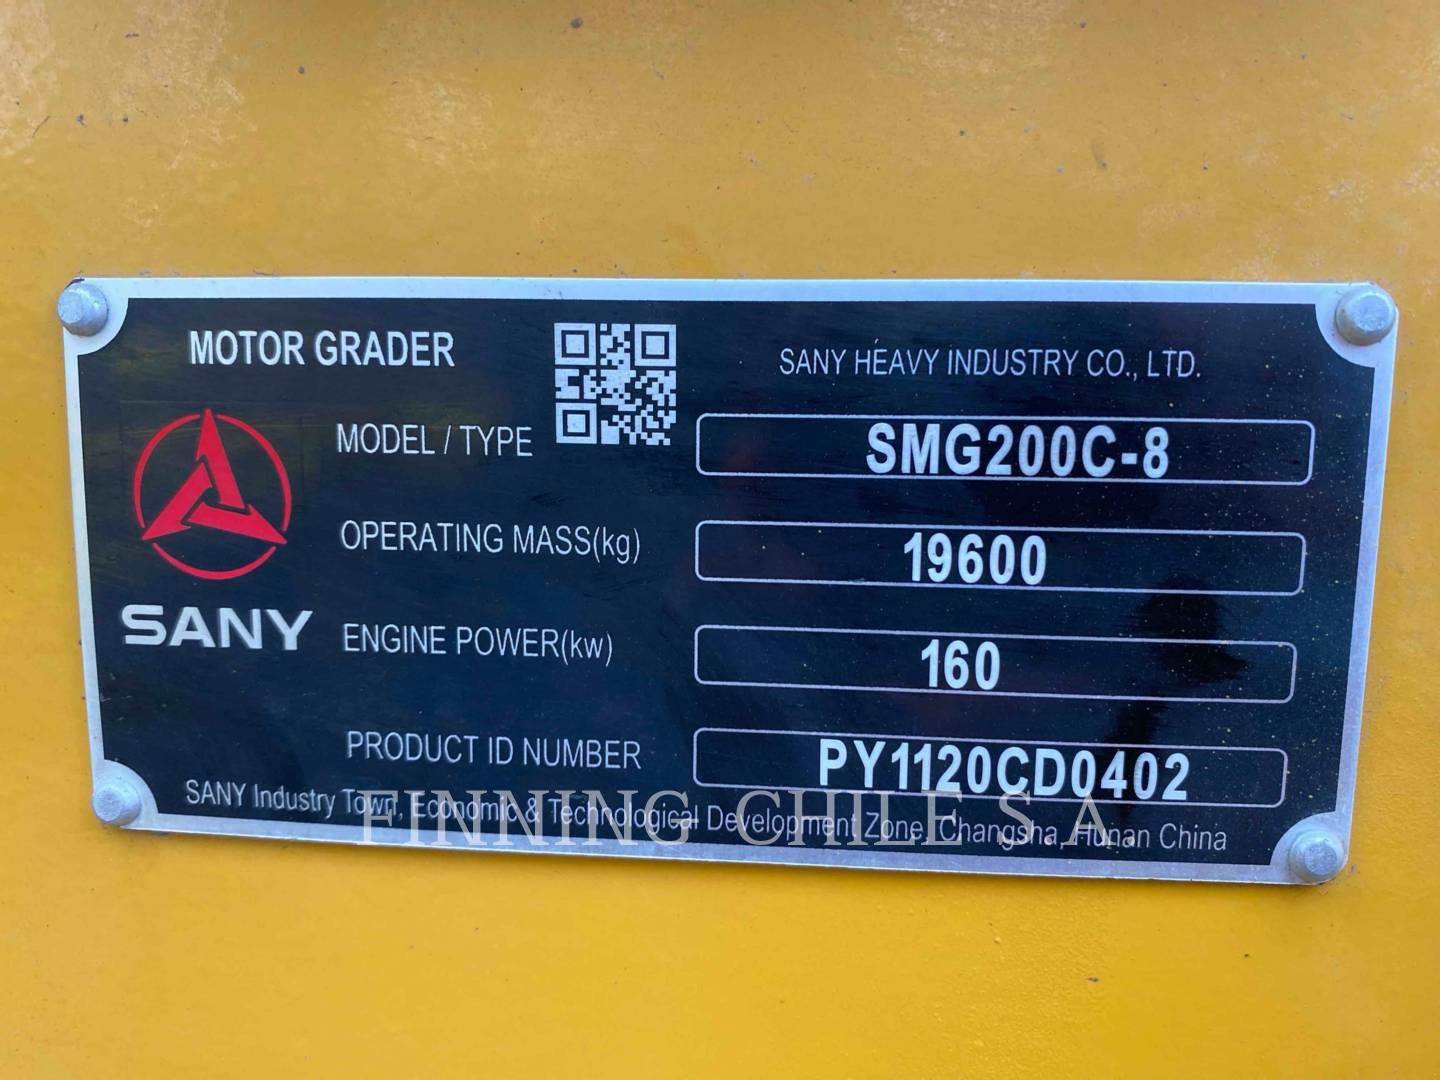 MOTOR GRADER
SANY HEAVY INDUSTRY CO., LTD.
MODEL / TYPE SMG200C-8
OPERATING MASS(kg) 19600
SANY
ENGINE POWER(kw) 160
PRODUCT ID NUMBER PY1120CD0402
SANY Industry Town, Economic & Technological Development Zone, Changsha, Hunan China
FINNING CHILE S.A.